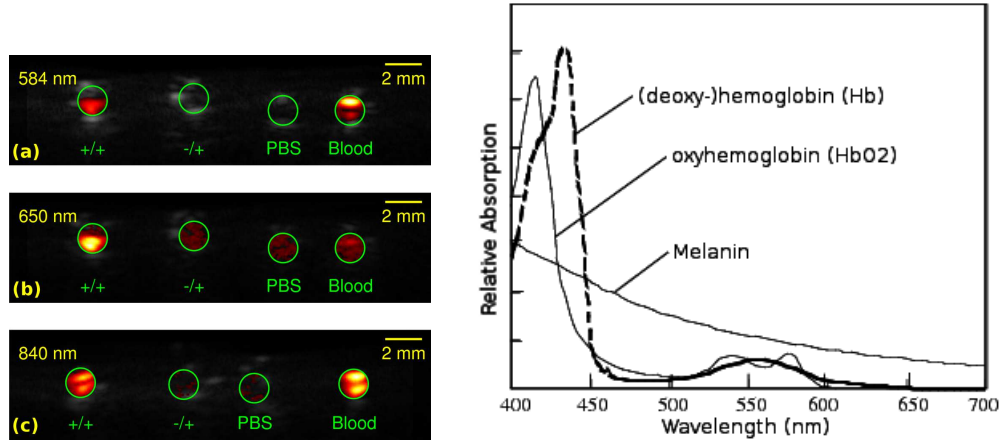 584 nm
2 mm
(a)
+/+
-/+
PBS
Blood
650 nm
2 mm
(b)
+/+
-/+
PBS
Blood
840 nm
2 mm
(c)
+/+
-/+
PBS
Blood
Relative Absorption
(deoxy-)hemoglobin (Hb)
oxyhemoglobin (HbO2)
Melanin
400 450 500 550 600 650 700
Wavelength (nm)